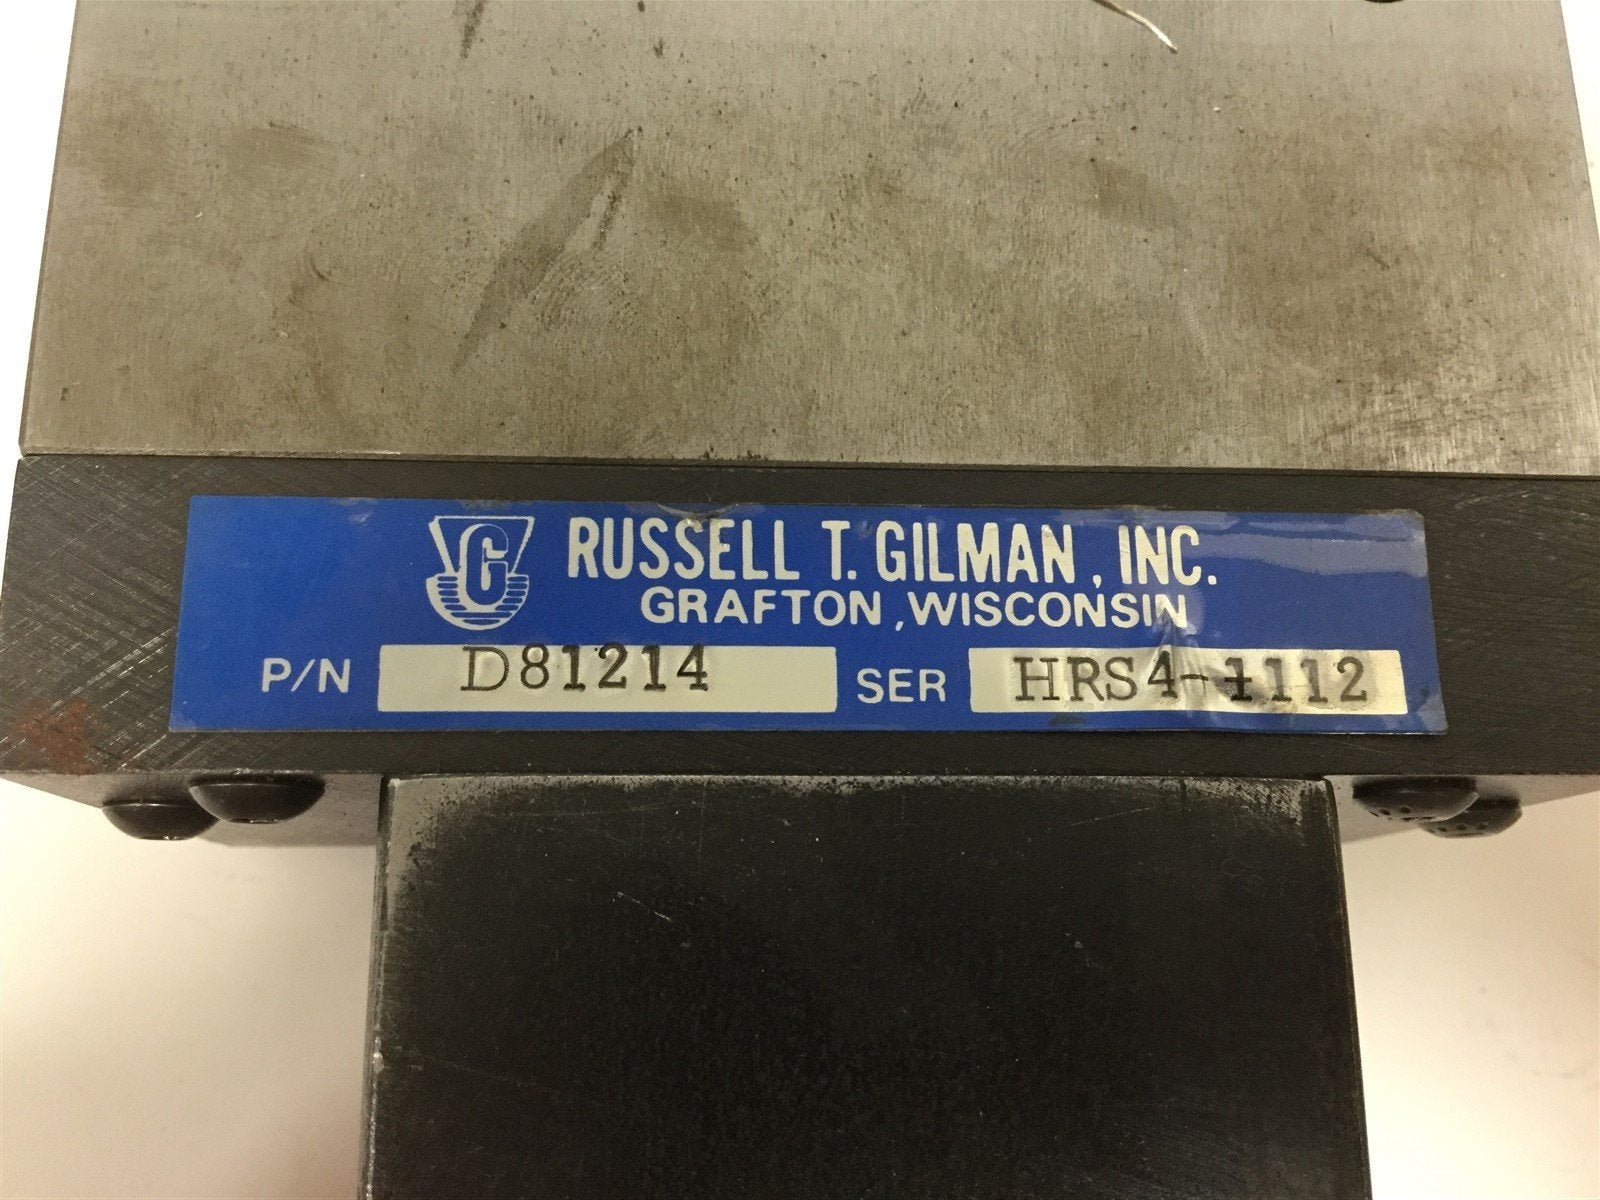 G RUSSELL T. GILMAN, INC.
GRAFTON, WISCONSIN
P/N D81214 SER HRS4-1112